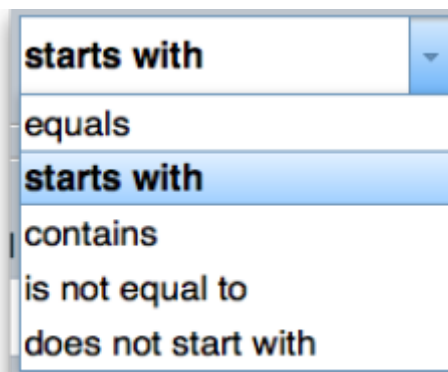 starts with
equals
starts with
contains
is not equal to
does not start with